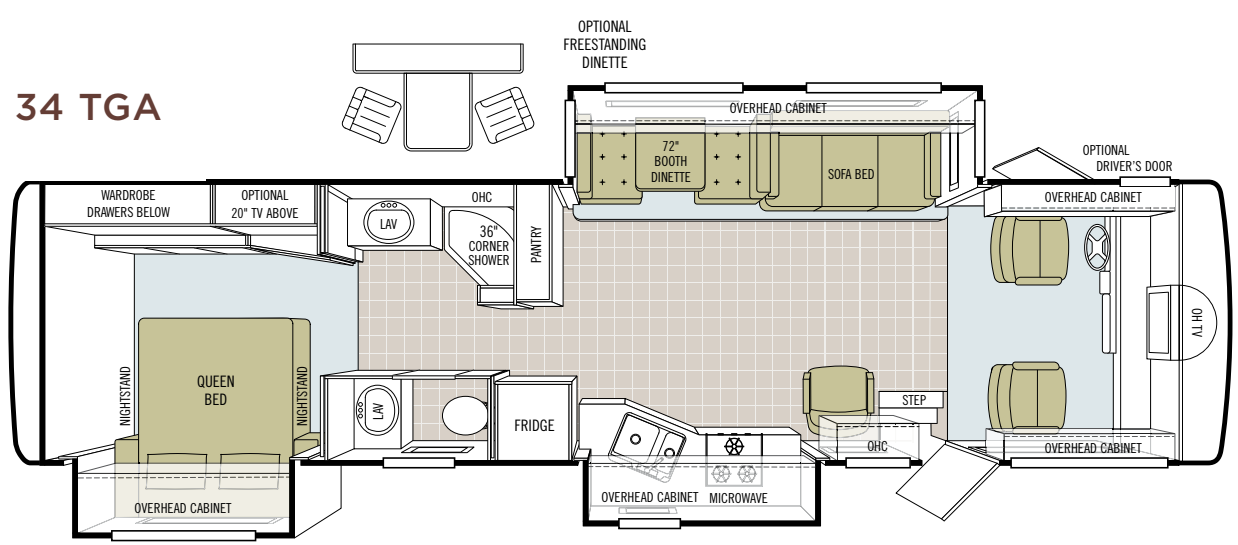 OPTIONAL
FREESTANDING
DINETTE
34 TGA
OVERHEAD CABINET
72"
BOOTH
DINETTE
SOFA BED
OPTIONAL
DRIVER'S DOOR
WARDROBE
DRAWERS BELOW
OPTIONAL
20" TV ABOVE
OHC
OVERHEAD CABINET
LAV
36"
CORNER
SHOWER
PANTRY
OH TV
NIGHTSTAND
QUEEN
BED
NIGHTSTAND
LAV
FRIDGE
STEP
OHC
OVERHEAD CABINET
OVERHEAD CABINET
OVERHEAD CABINET
MICROWAVE